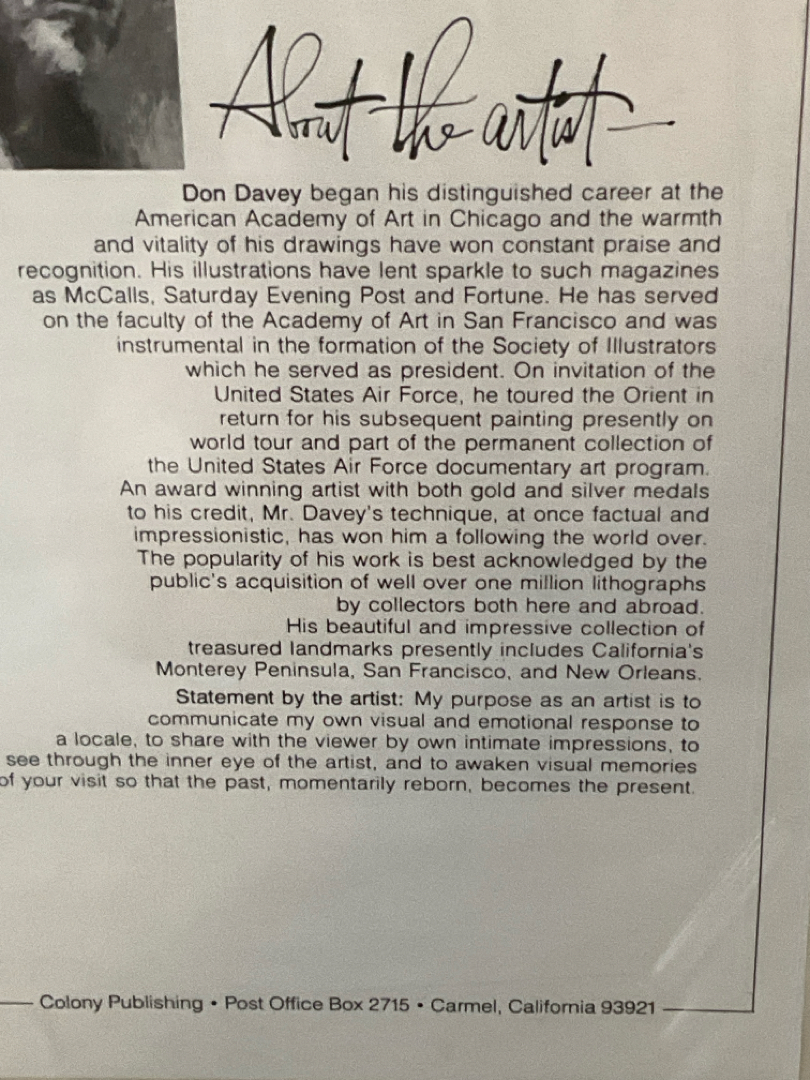 About the artist
Don Davey began his distinguished career at the
American Academy of Art in Chicago and the warmth
and vitality of his drawings have won constant praise and
recognition. His illustrations have lent sparkle to such magazines
as McCalls, Saturday Evening Post and Fortune. He has served
on the faculty of the Academy of Art in San Francisco and was
instrumental in the formation of the Society of Illustrators
which he served as president. On invitation of the
United States Air Force, he toured the Orient in
return for his subsequent painting presently on
world tour and part of the permanent collection of
the United States Air Force documentary art program.
An award winning artist with both gold and silver medals
to his credit, Mr. Davey's technique, at once factual and
impressionistic, has won him a following the world over.
The popularity of his work is best acknowledged by the
public's acquisition of well over one million lithographs
by collectors both here and abroad.
His beautiful and impressive collection of
treasured landmarks presently includes California's
Monterey Peninsula, San Francisco, and New Orleans.
Statement by the artist: My purpose as an artist is to
communicate my own visual and emotional response to
a locale, to share with the viewer by own intimate impressions, to
see through the inner eye of the artist, and to awaken visual memories
of your visit so that the past, momentarily reborn, becomes the present.
Colony Publishing • Post Office Box 2715 • Carmel, California 93921